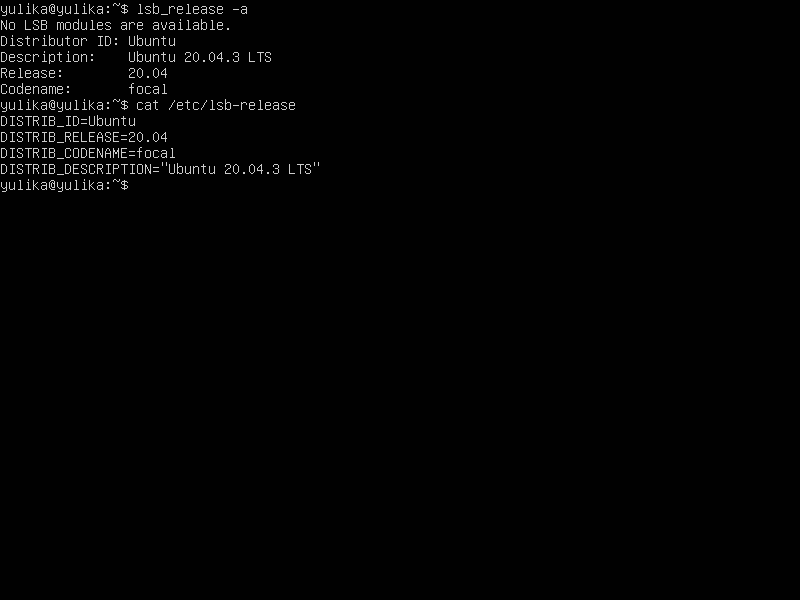 yulika@yulika:~$ lsb_release -a
No LSB modules are available.
Distributor ID: Ubuntu
Description:    Ubuntu 20.04.3 LTS
Release:        20.04
Codename:       focal
yulika@yulika:~$ cat /etc/lsb-release
DISTRIB_ID=Ubuntu
DISTRIB_RELEASE=20.04
DISTRIB_CODENAME=focal
DISTRIB_DESCRIPTION="Ubuntu 20.04.3 LTS"
yulika@yulika:~$